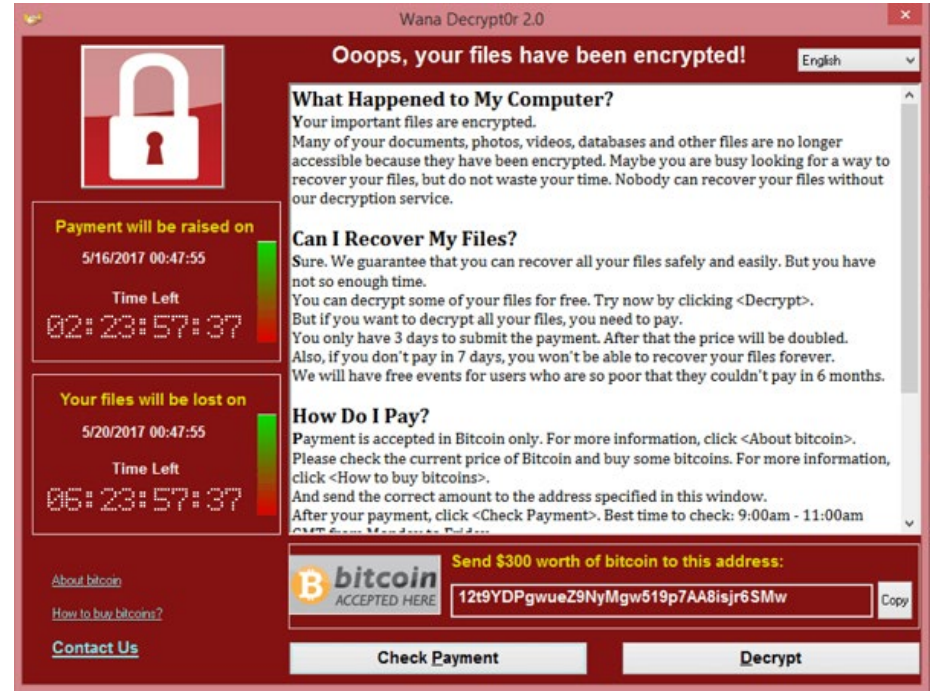 Wana Decrypt0r 2.0
Ooops, your files have been encrypted!
English
What Happened to My Computer?
Your important files are encrypted.
Many of your documents, photos, videos, databases and other files are no longer
accessible because they have been encrypted. Maybe you are busy looking for a way to
recover your files, but do not waste your time. Nobody can recover your files without
our decryption service.
Can I Recover My Files?
Sure. We guarantee that you can recover all your files safely and easily. But you have
not so enough time.
You can decrypt some of your files for free. Try now by clicking <Decrypt>.
But if you want to decrypt all your files, you need to pay.
You only have 3 days to submit the payment. After that the price will be doubled.
Also, if you don't pay in 7 days, you won't be able to recover your files forever.
We will have free events for users who are so poor that they couldn't pay in 6 months.
How Do I Pay?
Payment is accepted in Bitcoin only. For more information, click <About bitcoin>.
Please check the current price of Bitcoin and buy some bitcoins. For more information,
click <How to buy bitcoins>.
And send the correct amount to the address specified in this window.
After your payment, click <Check Payment>. Best time to check: 9:00am - 11:00am
GMT from Monday to Friday.
Payment will be raised on
5/16/2017 00:47:55
Time Left
02:23:57:37
Your files will be lost on
5/20/2017 00:47:55
Time Left
06:23:57:37
About bitcoin
How to buy bitcoins?
Contact Us
bitcoin
ACCEPTED HERE
Send $300 worth of bitcoin to this address:
12t9YDPgwueZ9NyMgw519p7AA8isjr6SMw
Copy
Check Payment
Decrypt